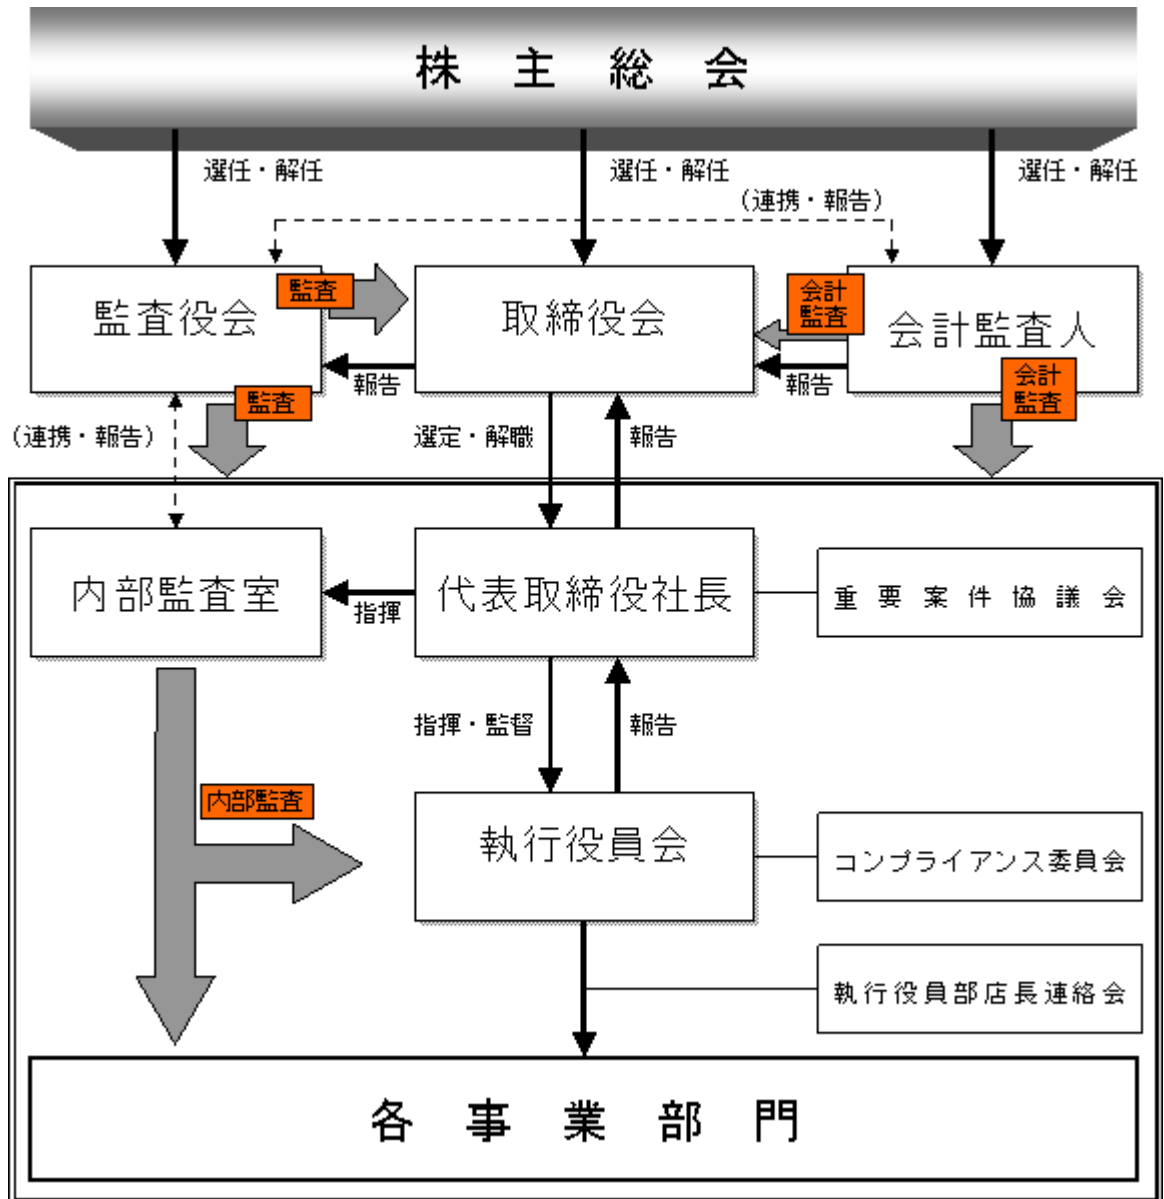 株主総会
選任・解任
選任・解任
選任・解任
(連携・報告)
監査役会
監査
取締役会
会計
監査
会計監査人
報告
報告
監査
会計
監査
(連携・報告)
選定・解職
報告
内部監査室
指揮
代表取締役社長
重要案件協議会
指揮・監督
報告
内部監査
執行役員会
コンプライアンス委員会
執行役員部店長連絡会
各事業部門